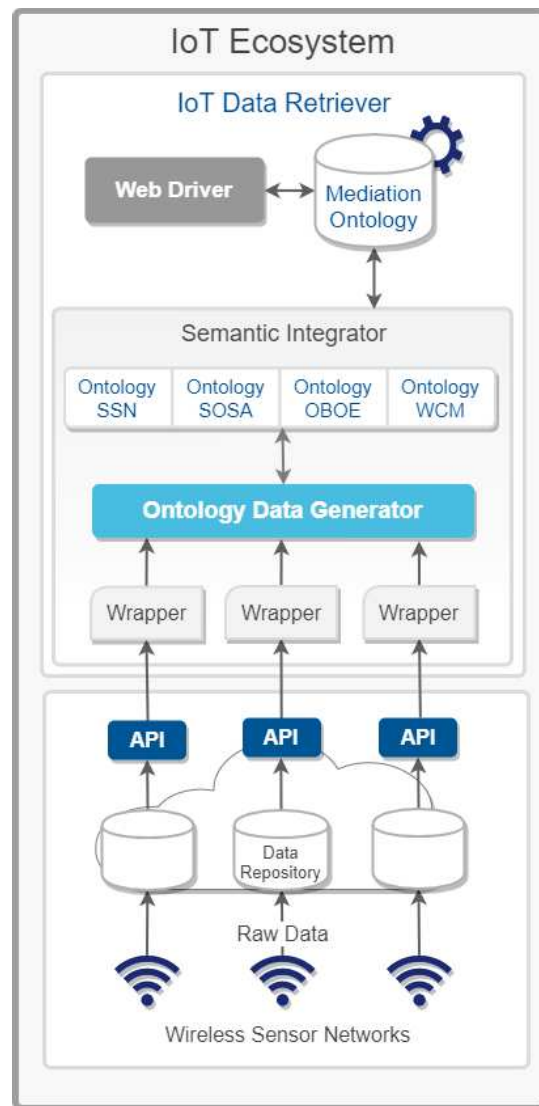 IoT Ecosystem
IoT Data Retriever
Web Driver
Mediation
Ontology
Semantic Integrator
Ontology
SSN
Ontology
SOSA
Ontology
OBOE
Ontology
WCM
Ontology Data Generator
Wrapper
Wrapper
Wrapper
API
API
API
Data
Repository
Raw Data
Wireless Sensor Networks